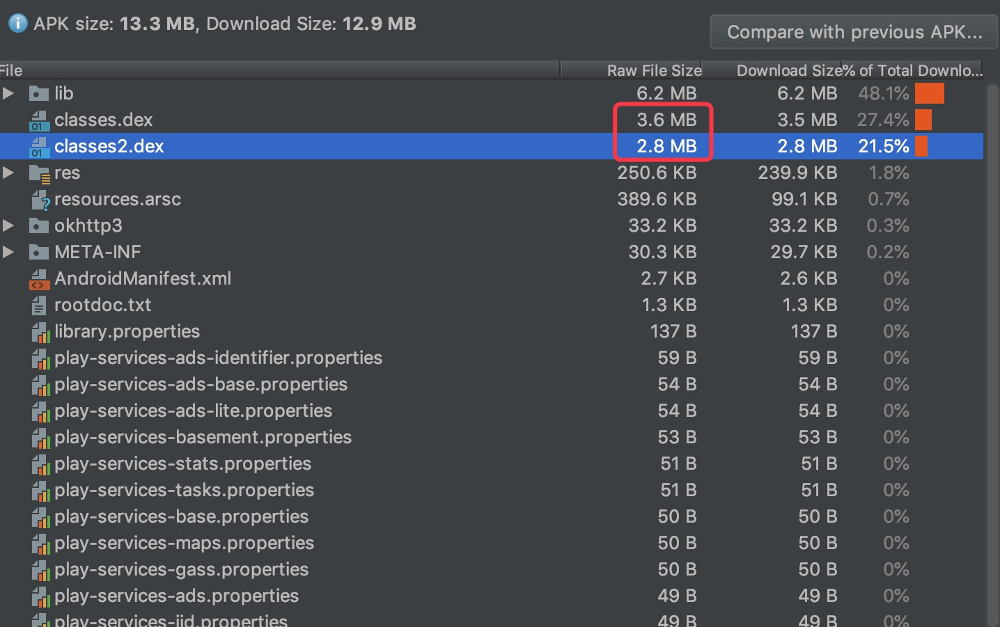 APK size: 13.3 MB, Download Size: 12.9 MB
Compare with previous APK...
File Raw File Size Download Size % of Total Downlo...
lib 6.2 MB 6.2 MB 48.1%
classes.dex 3.6 MB 3.5 MB 27.4%
classes2.dex 2.8 MB 2.8 MB 21.5%
res 250.6 KB 239.9 KB 1.8%
resources.arsc 389.6 KB 99.1 KB 0.7%
okhttp3 33.2 KB 33.2 KB 0.3%
META-INF 30.3 KB 29.7 KB 0.2%
AndroidManifest.xml 2.7 KB 2.6 KB 0%
rootdoc.txt 1.3 KB 1.3 KB 0%
library.properties 137 B 137 B 0%
play-services-ads-identifier.properties 59 B 59 B 0%
play-services-ads-base.properties 54 B 54 B 0%
play-services-ads-lite.properties 54 B 54 B 0%
play-services-basement.properties 53 B 53 B 0%
play-services-stats.properties 51 B 51 B 0%
play-services-tasks.properties 51 B 51 B 0%
play-services-base.properties 50 B 50 B 0%
play-services-maps.properties 50 B 50 B 0%
play-services-gass.properties 50 B 50 B 0%
play-services-ads.properties 49 B 49 B 0%
play-services-iid.properties 49 B 49 B 0%